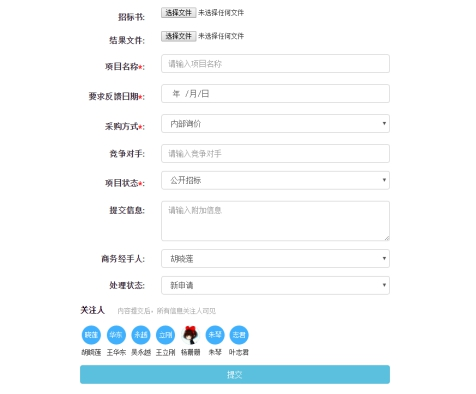 招标书: 选择文件 未选择任何文件
结果文件: 选择文件 未选择任何文件
项目名称*: 请输入项目名称
要求反馈日期*: 年 /月/日
采购方式*: 内部询价
竞争对手: 请输入竞争对手
项目状态*: 公开招标
提交信息: 请输入附加信息
商务经手人: 胡晓莲
处理状态: 新申请
关注人 内容提交后，所有信息关注人可见
晓莲 华东 永越 立刚 朱琴 志君
胡晓莲 王华东 吴永越 王立刚 杨珊珊 朱琴 叶志君
提交